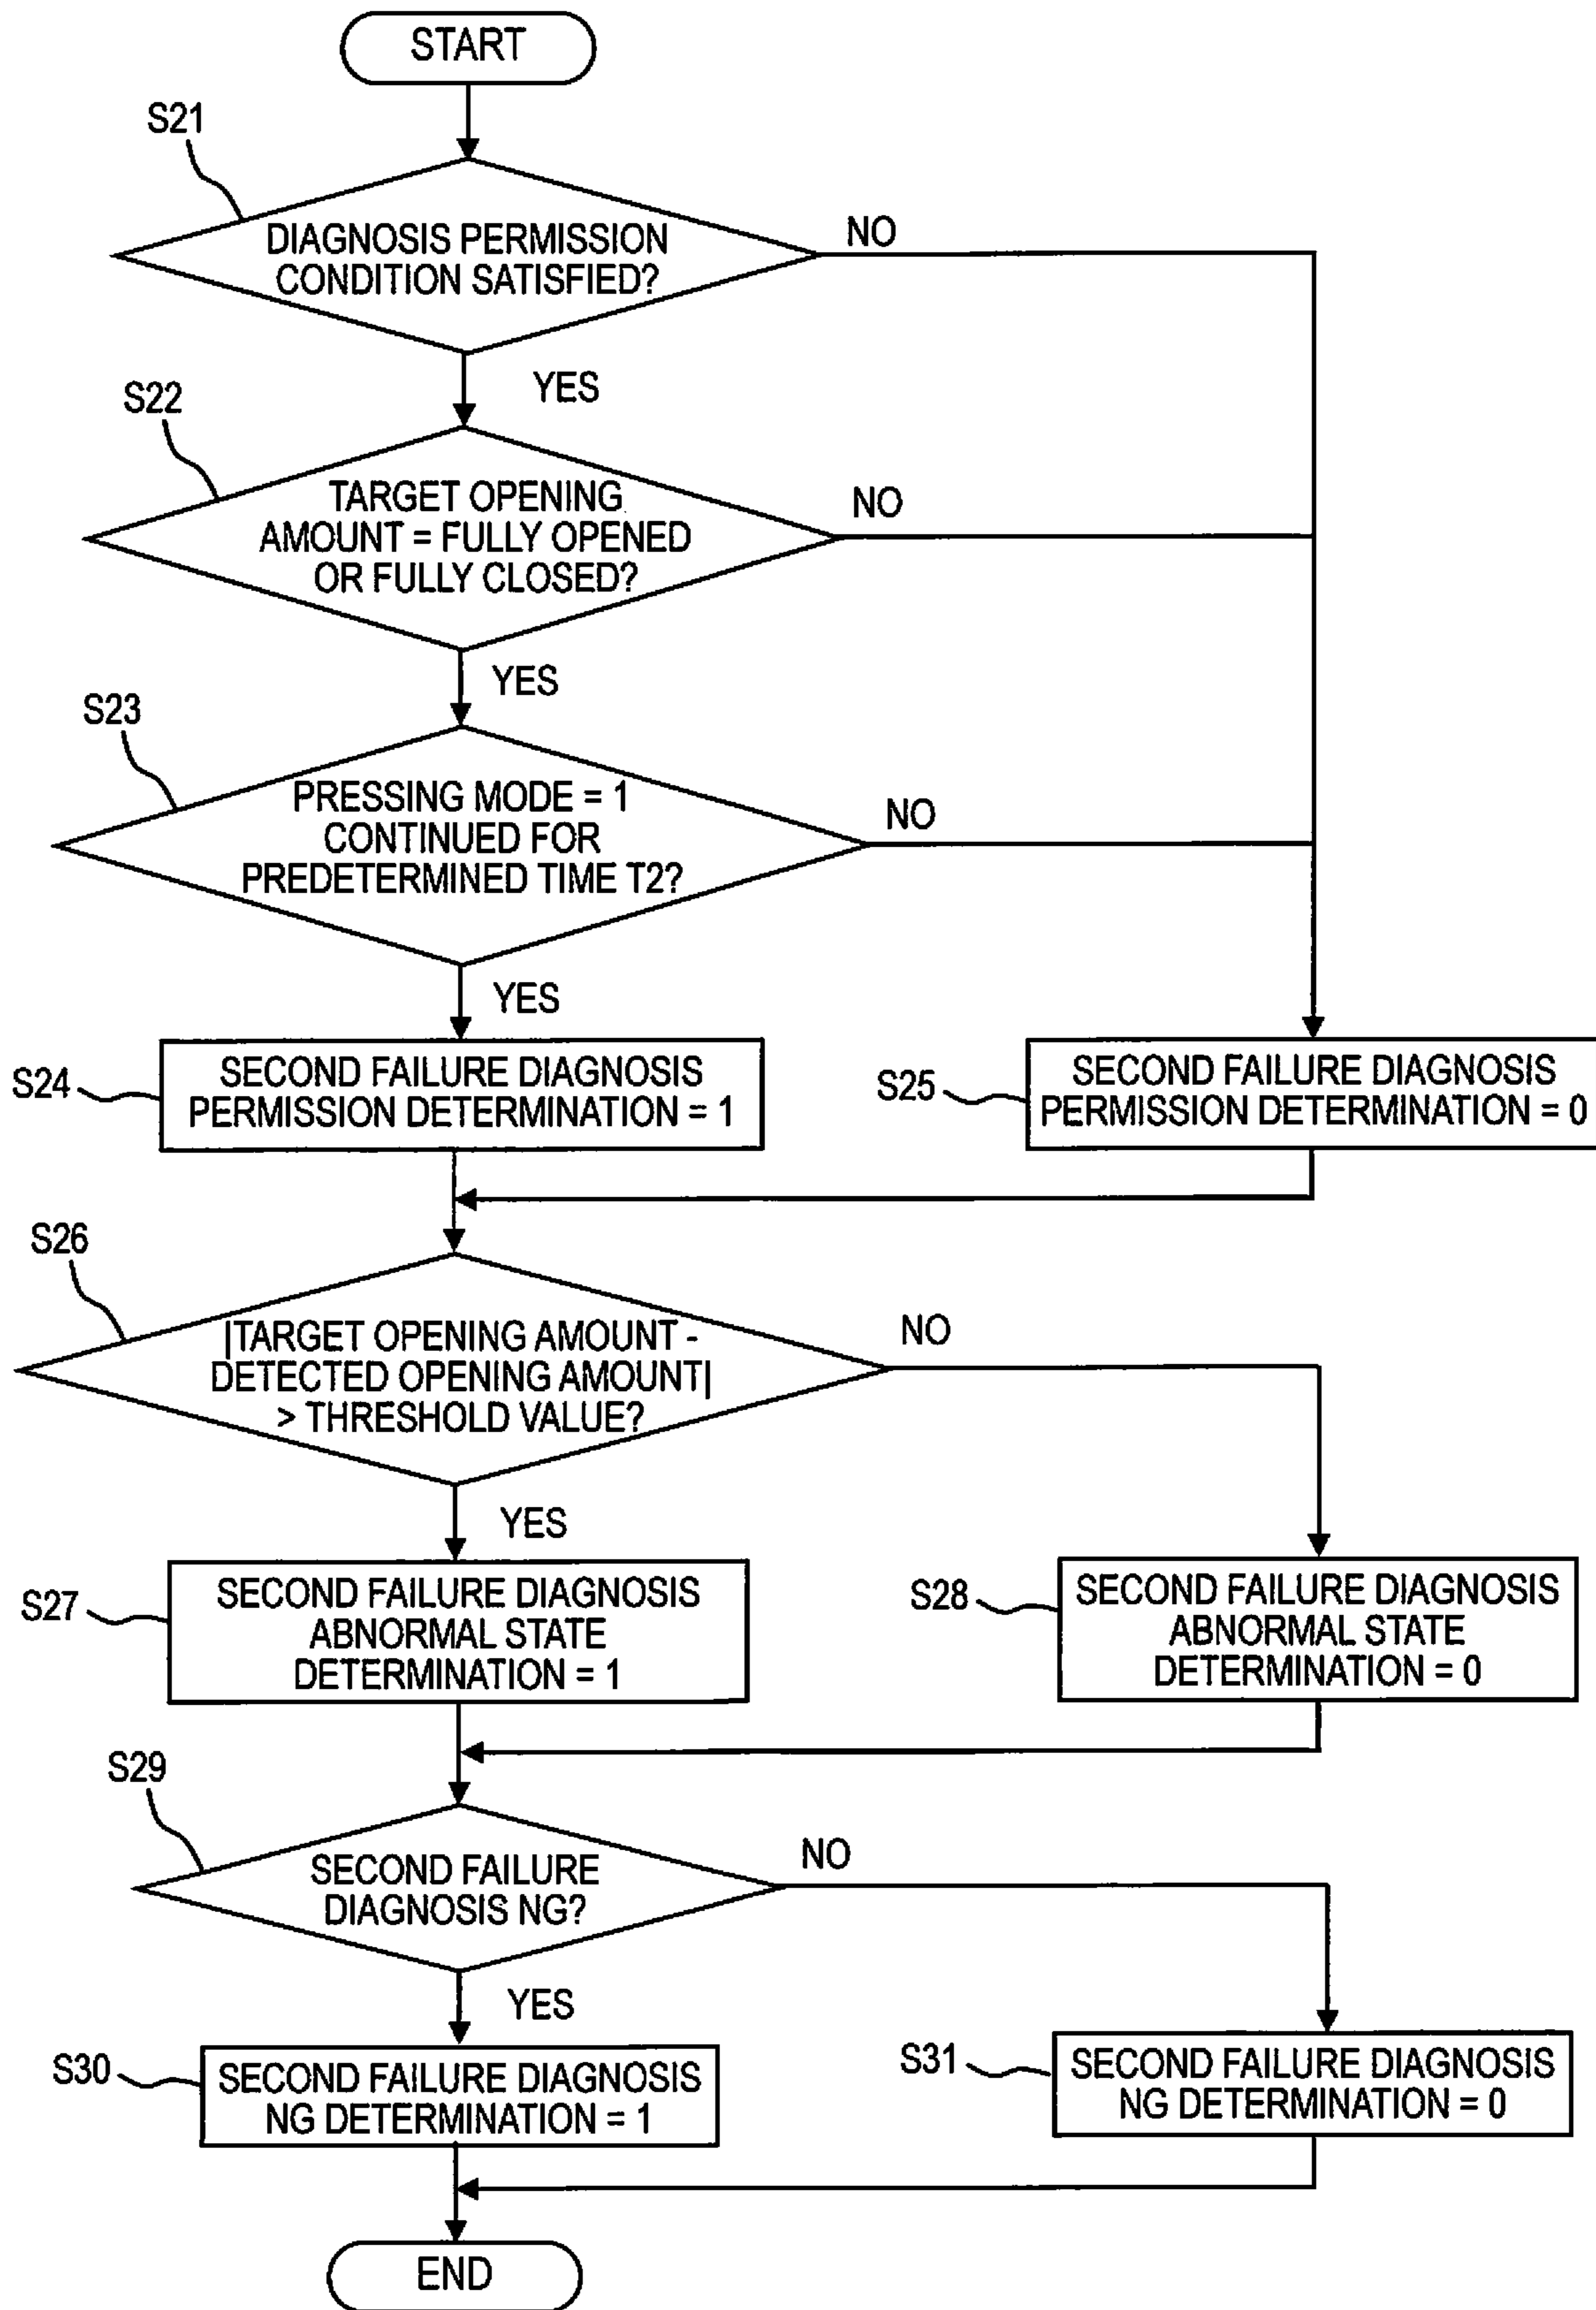 START
S21
DIAGNOSIS PERMISSION
CONDITION SATISFIED?
NO
YES
S22
TARGET OPENING
AMOUNT = FULLY OPENED
OR FULLY CLOSED?
NO
YES
S23
PRESSING MODE = 1
CONTINUED FOR
PREDETERMINED TIME T2?
NO
YES
S24
SECOND FAILURE DIAGNOSIS
PERMISSION DETERMINATION = 1
S25
SECOND FAILURE DIAGNOSIS
PERMISSION DETERMINATION = 0
S26
|TARGET OPENING AMOUNT -
DETECTED OPENING AMOUNT|
> THRESHOLD VALUE?
NO
YES
S27
SECOND FAILURE DIAGNOSIS
ABNORMAL STATE
DETERMINATION = 1
S28
SECOND FAILURE DIAGNOSIS
ABNORMAL STATE
DETERMINATION = 0
S29
SECOND FAILURE
DIAGNOSIS NG?
NO
YES
S30
SECOND FAILURE DIAGNOSIS
NG DETERMINATION = 1
S31
SECOND FAILURE DIAGNOSIS
NG DETERMINATION = 0
END